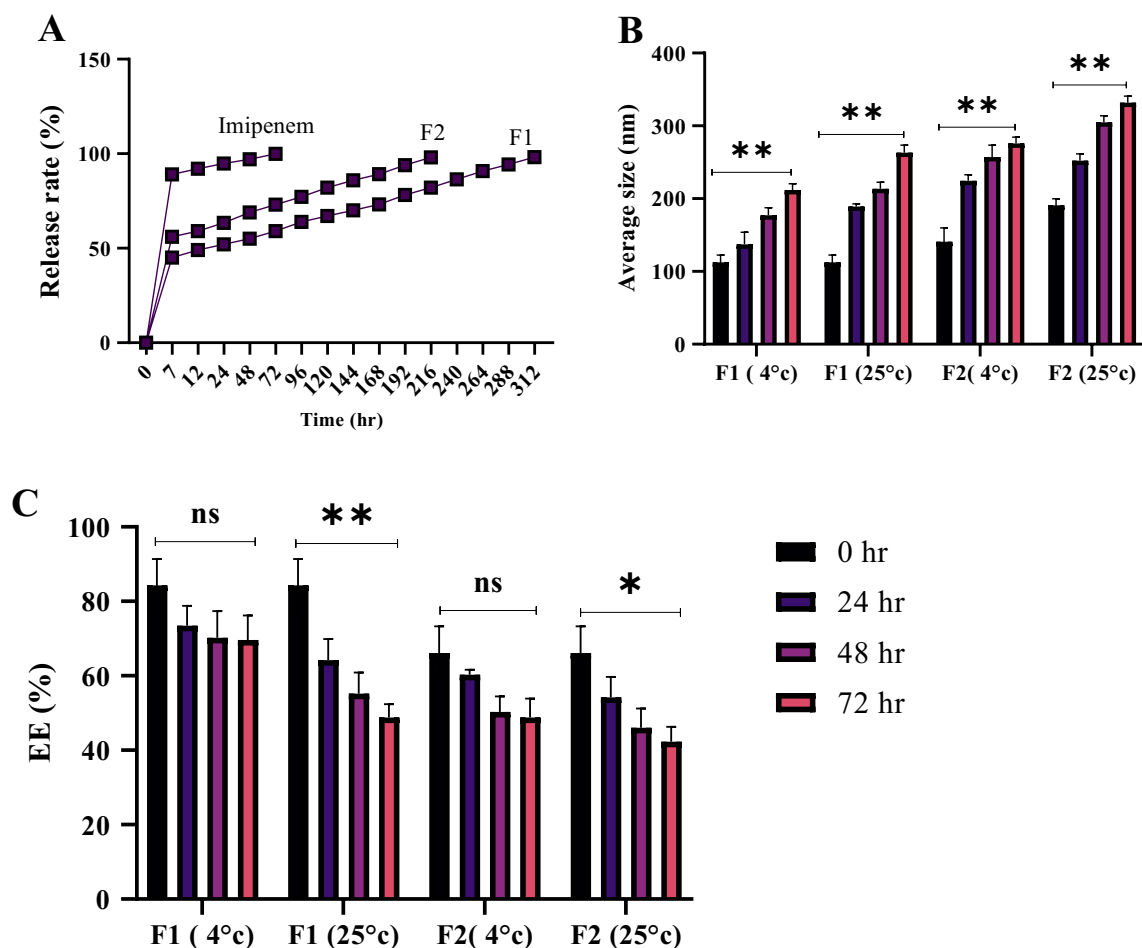 A
Release rate (%)
150
100
50
0
Imipenem
F2
F1
0 7 12 24 48 72 96 120 144 168 192 216 240 264 288 312
Time (hr)
B
Average size (nm)
400
300
200
100
0
** ** ** **
F1 ( 4°c) F1 (25°c) F2( 4°c) F2 (25°c)
C
EE (%)
100
80
60
40
20
0
ns ** ns *
F1 ( 4°c) F1 (25°c) F2( 4°c) F2 (25°c)
0 hr
24 hr
48 hr
72 hr